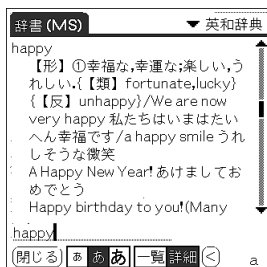 辞書(MS) ▼ 英和辞典
happy
【形】①幸福な,幸運な;楽しい,う
れしい.{【類】fortunate,lucky}
{【反】unhappy}/We are now
very happy 私たちはいまはたい
へん幸福です/a happy smile うれ
しそうな微笑
A Happy New Year! あけましてお
めでとう
Happy birthday to you!(Many
happy
閉じる あ あ あ 一覧 詳細 < a